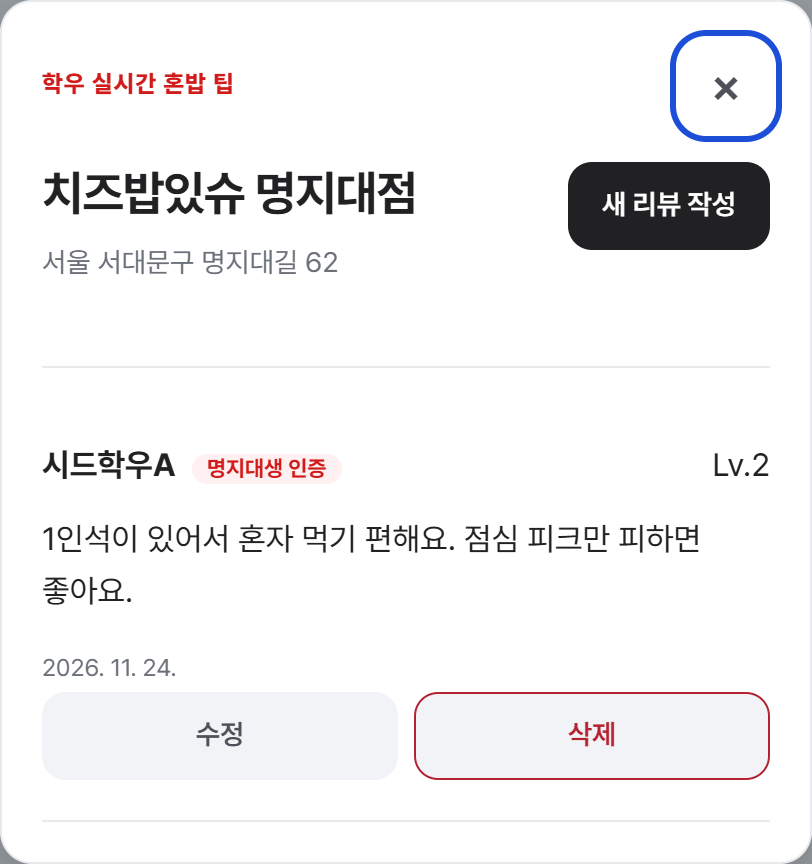 학우 실시간 혼밥 팁
×
치즈밥있슈 명지대점
새 리뷰 작성
서울 서대문구 명지대길 62
시드학우A 명지대생 인증 Lv.2
1인석이 있어서 혼자 먹기 편해요. 점심 피크만 피하면
좋아요.
2026. 11. 24.
수정 삭제